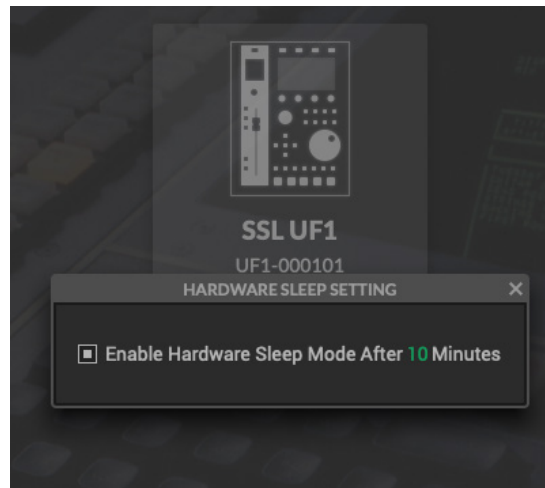 SSL UF1
UF1-000101
HARDWARE SLEEP SETTING
Enable Hardware Sleep Mode After 10 Minutes